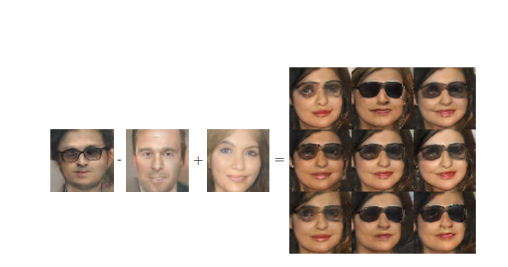 - + =